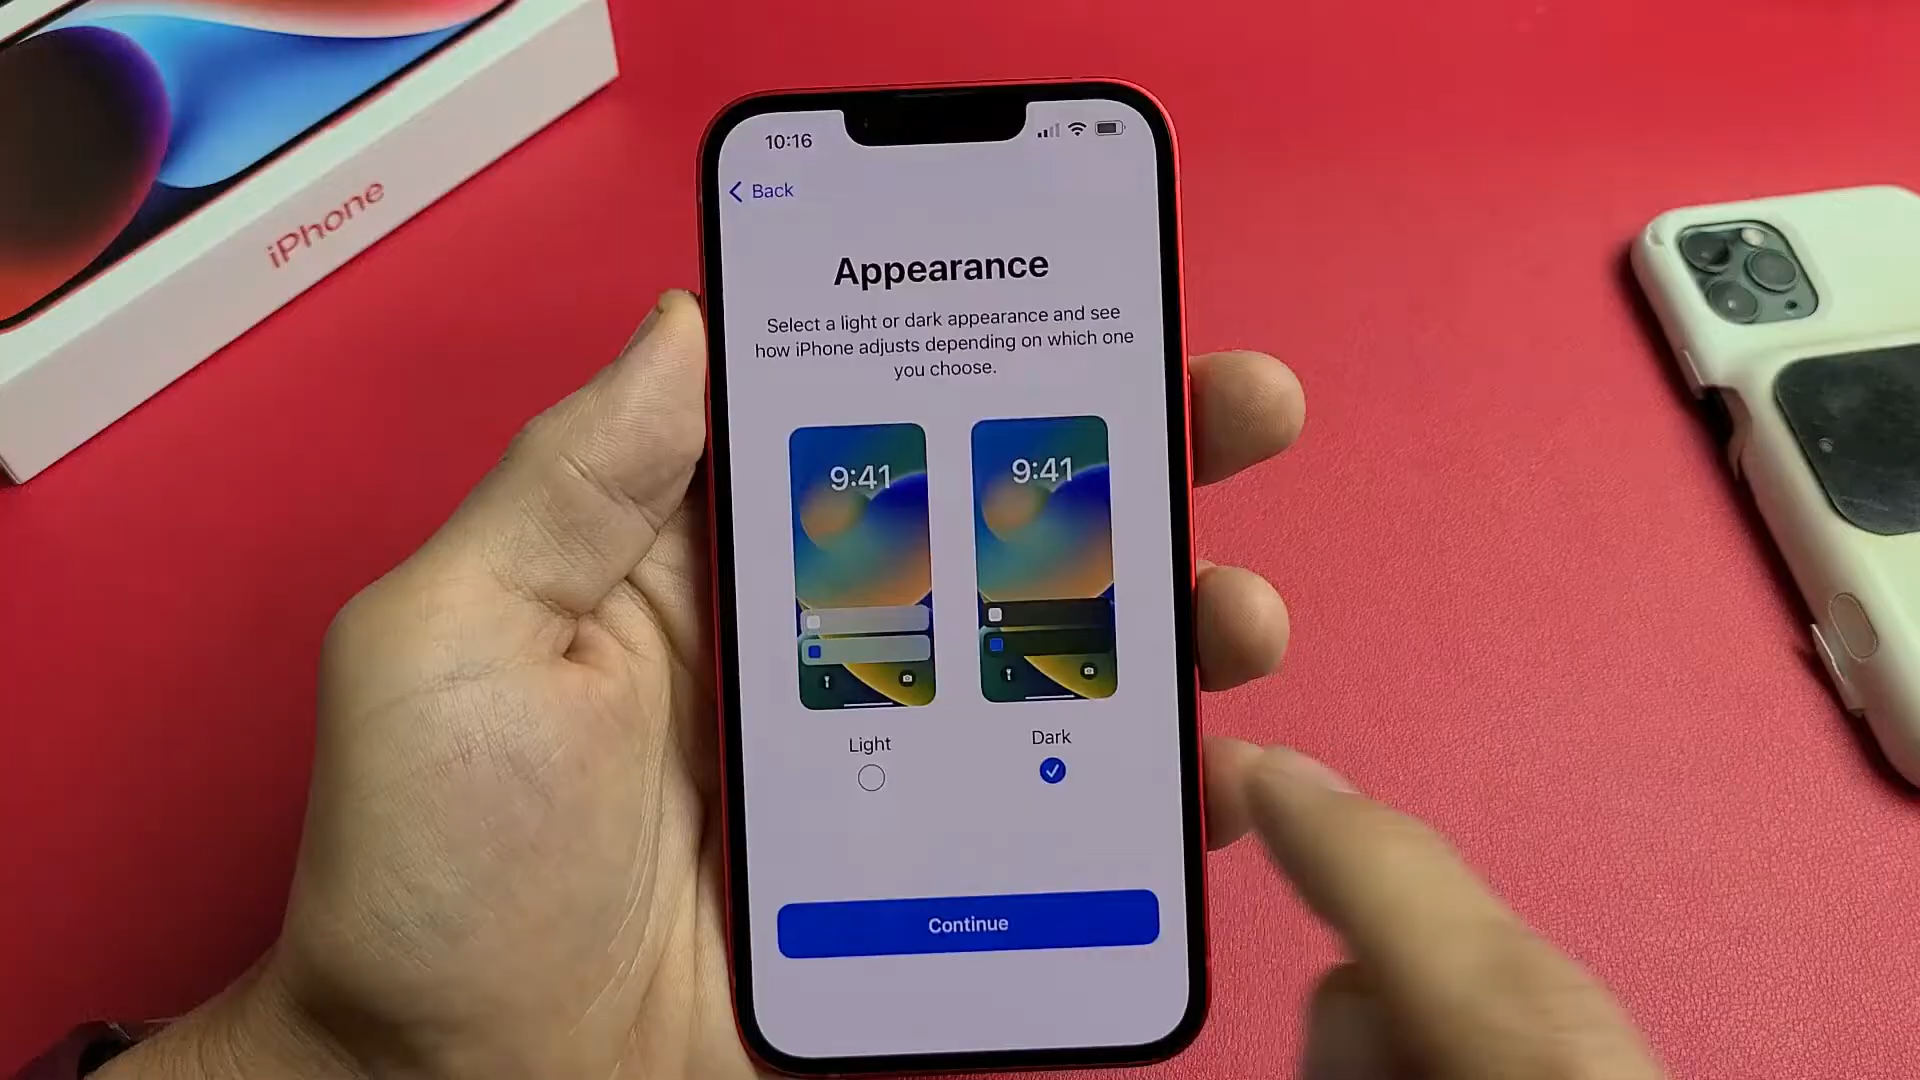 iPhone
10:16
Back
Appearance
Select a light or dark appearance and see
how iPhone adjusts depending on which one
you choose.
9:41
9:41
Light
Dark
Continue